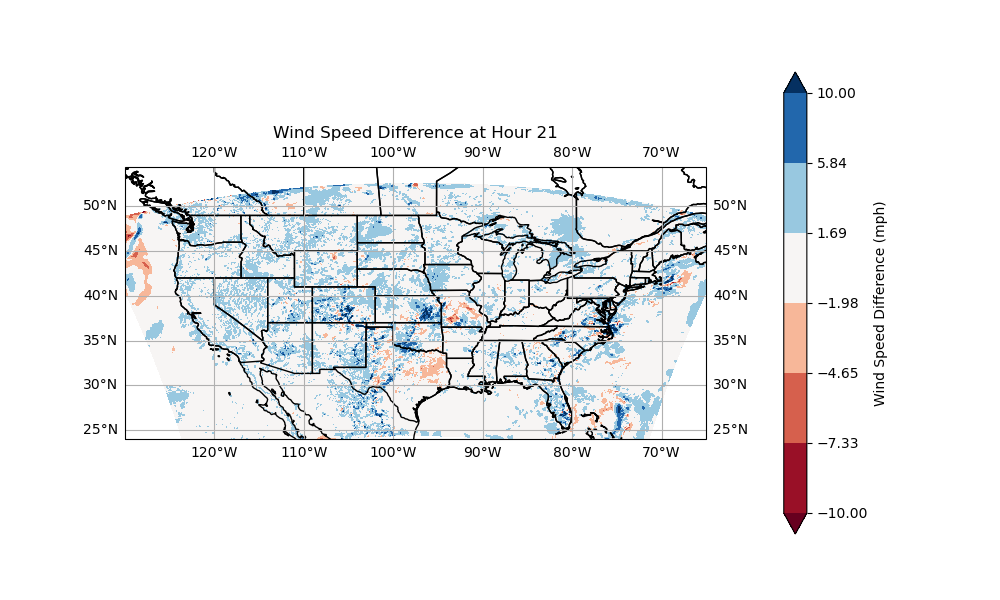 Wind Speed Difference at Hour 21
120°W 110°W 100°W 90°W 80°W 70°W
50°N 50°N
45°N 45°N
40°N 40°N
35°N 35°N
30°N 30°N
25°N 25°N
120°W 110°W 100°W 90°W 80°W 70°W
10.00
5.84
1.69
−1.98
−4.65
−7.33
−10.00
Wind Speed Difference (mph)